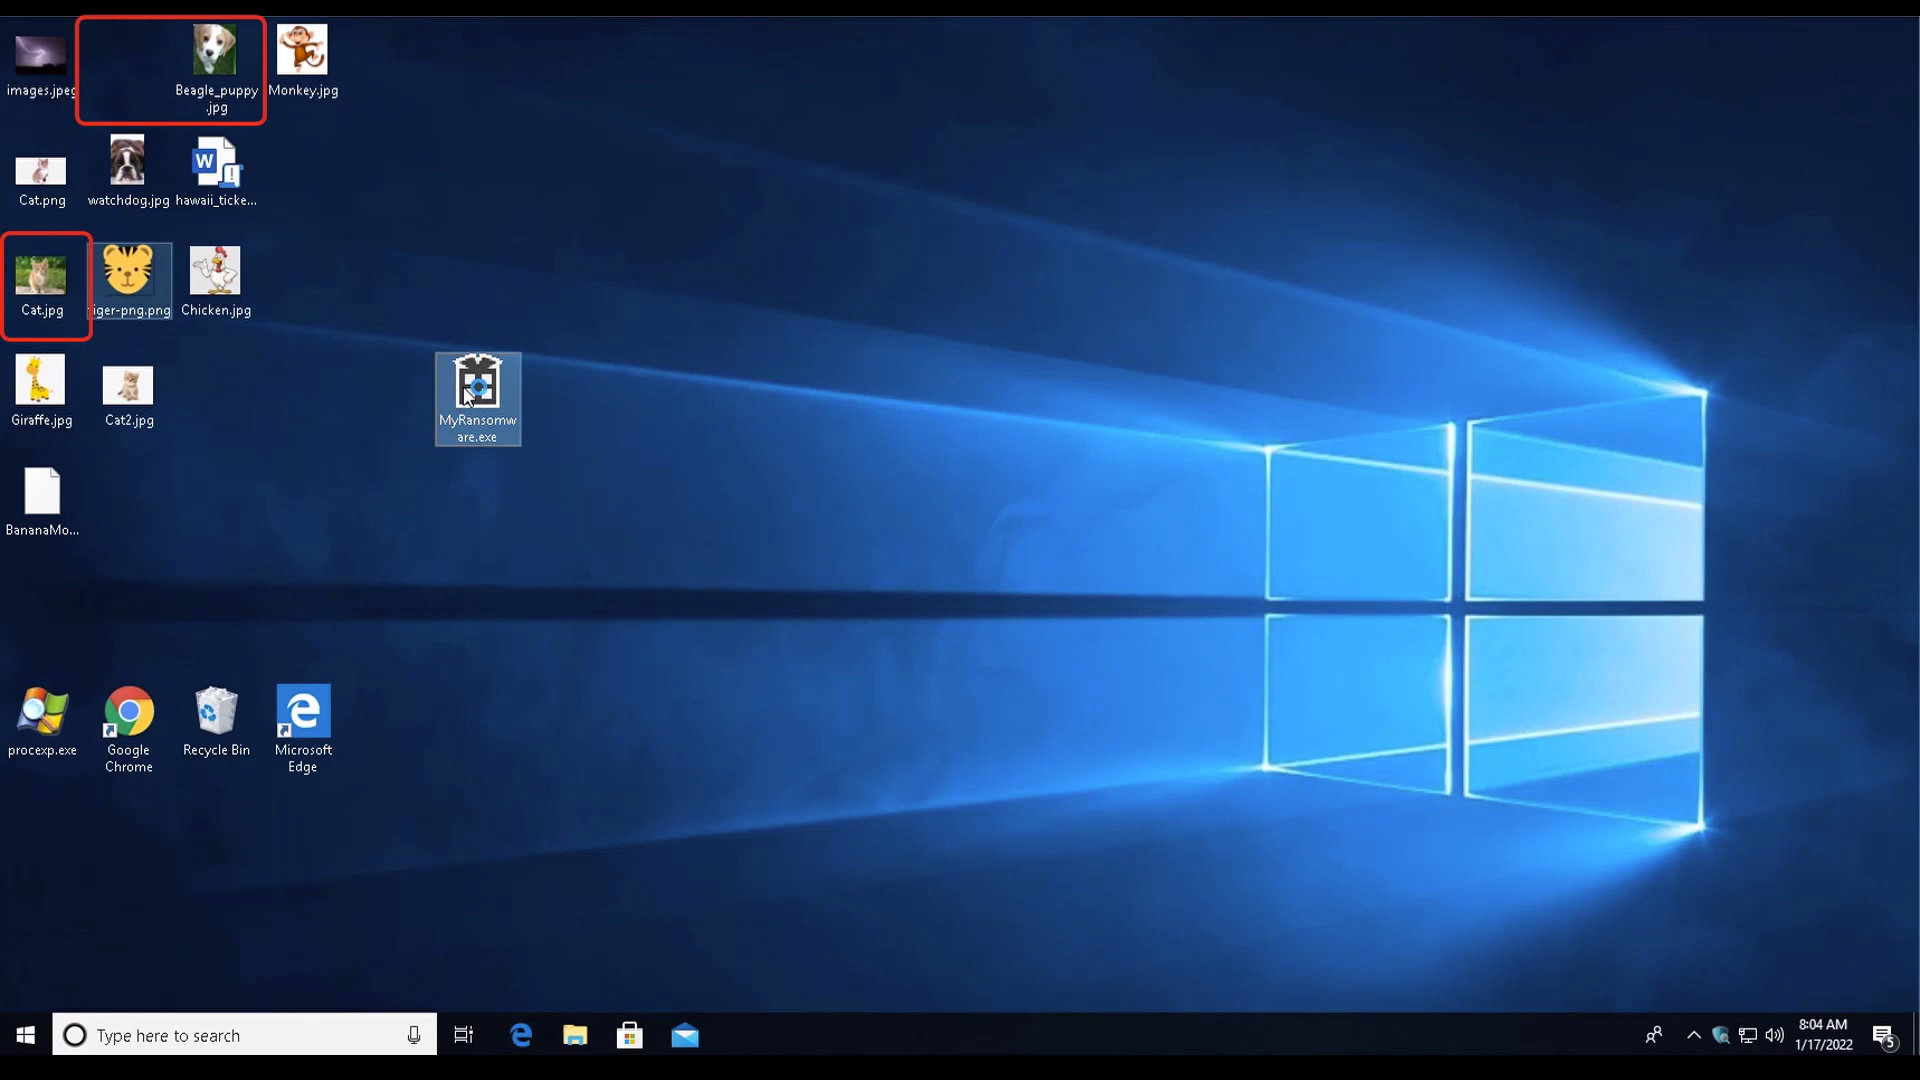 images.jpeg
Beagle_puppy
.jpg
Monkey.jpg
Cat.png
watchdog.jpg
hawaii_ticke...
Cat.jpg
iger-png.png
Chicken.jpg
Giraffe.jpg
Cat2.jpg
MyRansomw
are.exe
BananaMo...
procexp.exe
Google
Chrome
Recycle Bin
Microsoft
Edge
Type here to search
8:04 AM
1/17/2022
5